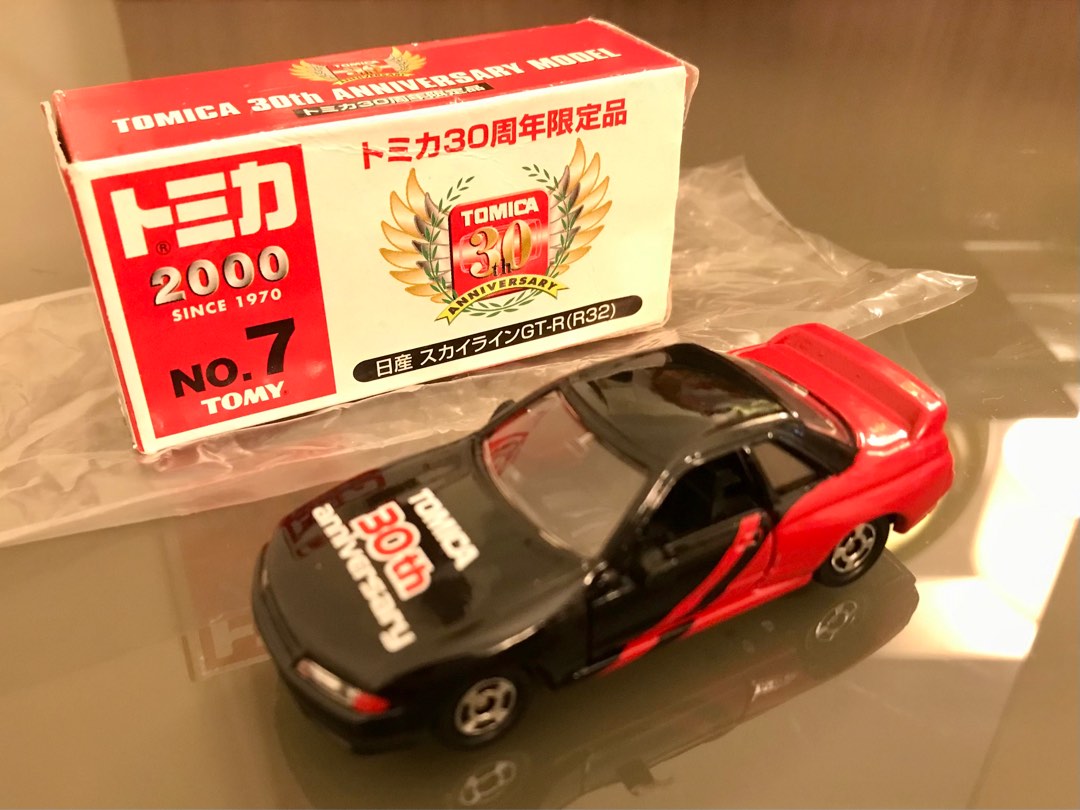 TOMICA 30th ANNIVERSARY MODEL
トミカ30周年限定品
トミカ
®
2000
SINCE 1970
NO.7
TOMY
トミカ30周年限定品
TOMICA
30th
ANNIVERSARY
日産 スカイラインGT-R(R32)
TOMICA
30th
anniversary